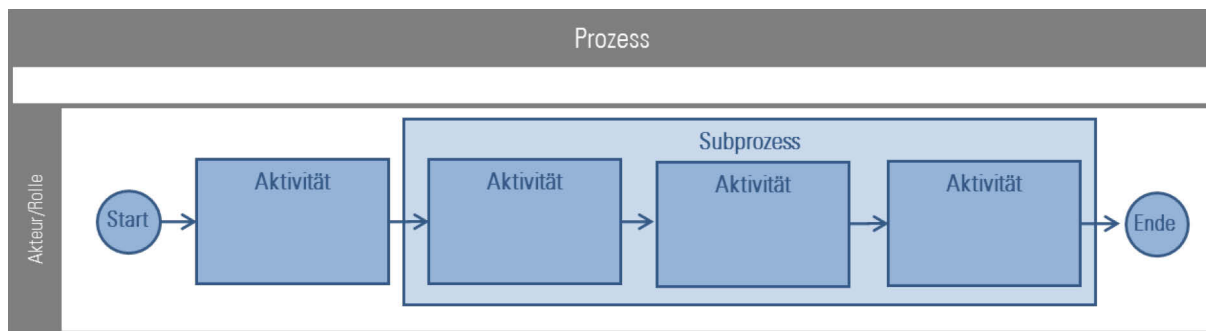 Prozess
Akteur/Rolle
Subprozess
Start
Aktivität
Aktivität
Aktivität
Aktivität
Ende